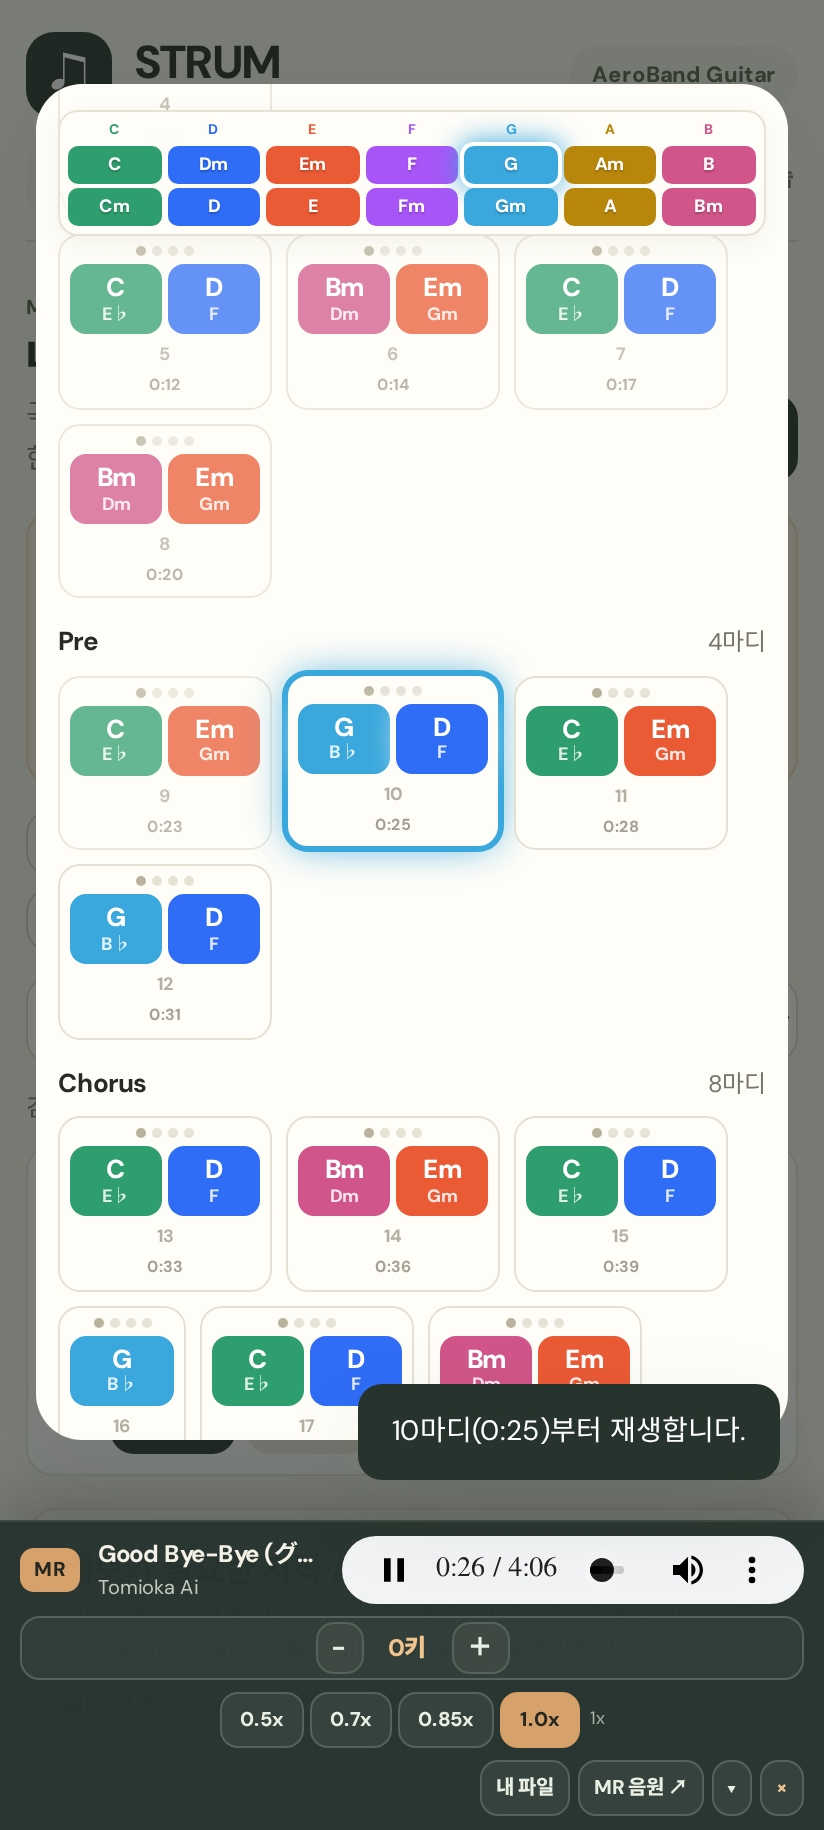 STRUM
AeroBand Guitar
4
C D E F G A B
C Dm Em F G Am B
Cm D E Fm Gm A Bm
C D Bm Em C D
E♭ F Dm Gm E♭ F
5 6 7
0:12 0:14 0:17
Bm Em
Dm Gm
8
0:20
Pre 4마디
C Em G D C Em
E♭ Gm B♭ F E♭ Gm
9 10 11
0:23 0:25 0:28
G D
B♭ F
12
0:31
Chorus 8마디
C D Bm Em C D
E♭ F Dm Gm E♭ F
13 14 15
0:33 0:36 0:39
G C D Bm Em
B♭ E♭ F Dm Gm
16 17
10마디(0:25)부터 재생합니다.
MR Good Bye-Bye (グ...
Tomioka Ai
0:26 / 4:06
- 0키 +
0.5x 0.7x 0.85x 1.0x 1x
내 파일 MR 음원 ↗ ▾ ×